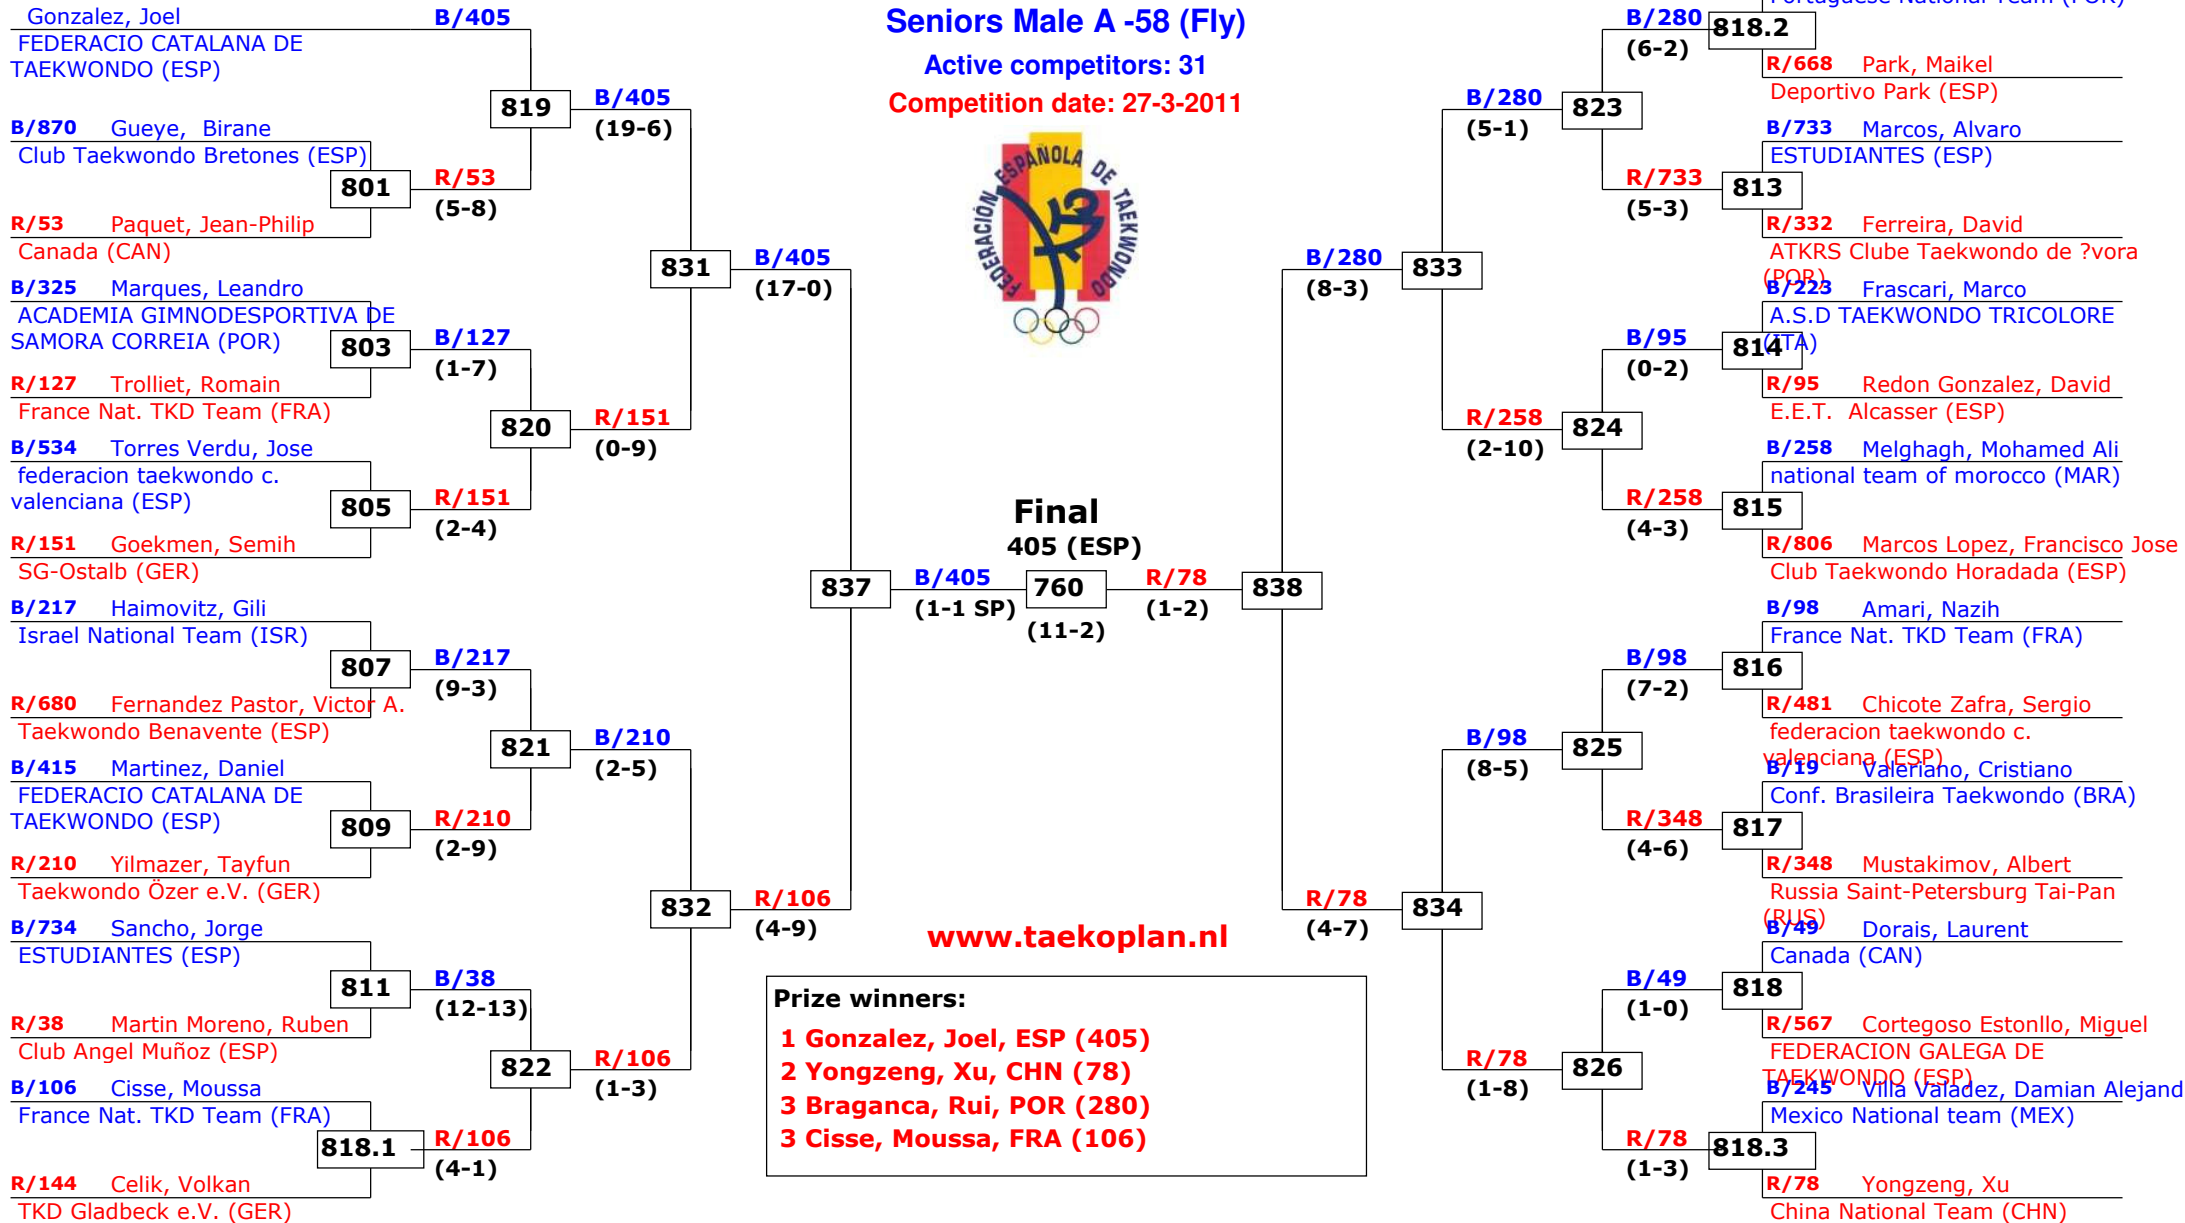 Gonzalez, Joel
FEDERACIO CATALANA DE
TAEKWONDO (ESP)
B/870 Gueye, Birane
Club Taekwondo Bretones (ESP)
R/53 Paquet, Jean-Philip
Canada (CAN)
B/325 Marques, Leandro
ACADEMIA GIMNODESPORTIVA DE
SAMORA CORREIA (POR)
R/127 Trolliet, Romain
France Nat. TKD Team (FRA)
B/534 Torres Verdu, Jose
federacion taekwondo c.
valenciana (ESP)
R/151 Goekmen, Semih
SG-Ostalb (GER)
B/217 Haimovitz, Gili
Israel National Team (ISR)
R/680 Fernandez Pastor, Victor A.
Taekwondo Benavente (ESP)
B/415 Martinez, Daniel
FEDERACIO CATALANA DE
TAEKWONDO (ESP)
R/210 Yilmazer, Tayfun
Taekwondo Özer e.V. (GER)
B/734 Sancho, Jorge
ESTUDIANTES (ESP)
R/38 Martin Moreno, Ruben
Club Angel Muñoz (ESP)
B/106 Cisse, Moussa
France Nat. TKD Team (FRA)
R/144 Celik, Volkan
TKD Gladbeck e.V. (GER)
801
803
805
807
809
811
818.1
B/405
R/53
(5-8)
B/127
(1-7)
R/151
(2-4)
B/217
(9-3)
R/210
(2-9)
B/38
(12-13)
R/106
(4-1)
819
820
821
822
B/405
(19-6)
R/151
(0-9)
B/210
(2-5)
R/106
(1-3)
831
832
B/405
(17-0)
R/106
(4-9)
837
B/405
(1-1 SP)
Seniors Male A -58 (Fly)
Active competitors: 31
Competition date: 27-3-2011
FEDERACIÓN ESPAÑOLA DE TAEKWONDO
Final
405 (ESP)
760
(11-2)
www.taekoplan.nl
Prize winners:
1 Gonzalez, Joel, ESP (405)
2 Yongzeng, Xu, CHN (78)
3 Braganca, Rui, POR (280)
3 Cisse, Moussa, FRA (106)
R/78
(1-2)
838
B/280
(8-3)
R/78
(4-7)
833
834
B/280
(5-1)
R/258
(2-10)
B/98
(8-5)
R/78
(1-8)
823
824
825
826
B/280
(6-2)
R/733
(5-3)
B/95
(0-2)
R/258
(4-3)
B/98
(7-2)
R/348
(4-6)
B/49
(1-0)
R/78
(1-3)
818.2
813
814
815
816
817
818
818.3
Portuguese National Team (POR)
R/668 Park, Maikel
Deportivo Park (ESP)
B/733 Marcos, Alvaro
ESTUDIANTES (ESP)
R/332 Ferreira, David
ATKRS Clube Taekwondo de ?vora
(POR)
B/223 Frascari, Marco
A.S.D TAEKWONDO TRICOLORE
(ITA)
R/95 Redon Gonzalez, David
E.E.T. Alcasser (ESP)
B/258 Melghagh, Mohamed Ali
national team of morocco (MAR)
R/806 Marcos Lopez, Francisco Jose
Club Taekwondo Horadada (ESP)
B/98 Amari, Nazih
France Nat. TKD Team (FRA)
R/481 Chicote Zafra, Sergio
federacion taekwondo c.
valenciana (ESP)
B/19 Valeriano, Cristiano
Conf. Brasileira Taekwondo (BRA)
R/348 Mustakimov, Albert
Russia Saint-Petersburg Tai-Pan
(RUS)
B/49 Dorais, Laurent
Canada (CAN)
R/567 Cortegoso Estonllo, Miguel
FEDERACION GALEGA DE
TAEKWONDO (ESP)
B/245 Villa Valadez, Damian Alejand
Mexico National team (MEX)
R/78 Yongzeng, Xu
China National Team (CHN)